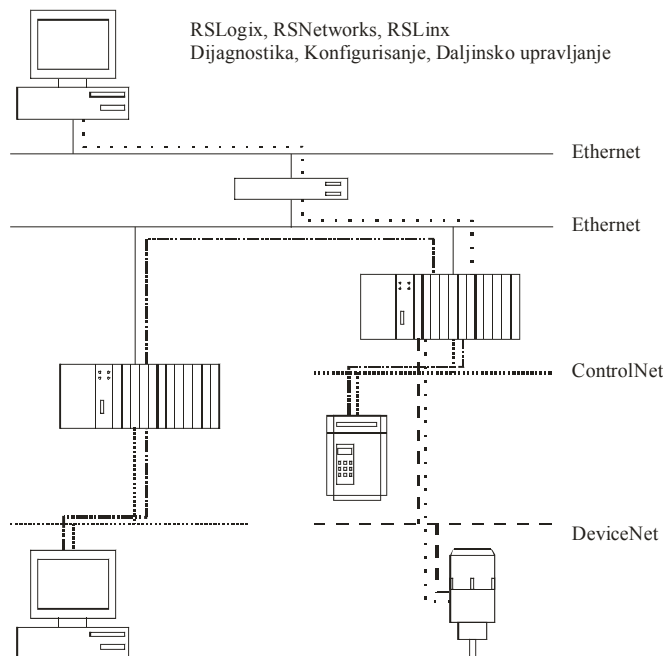 RSLogix, RSNetworks, RSLinx
Dijagnostika, Konfigurisanje, Daljinsko upravljanje
Ethernet
Ethernet
ControlNet
DeviceNet